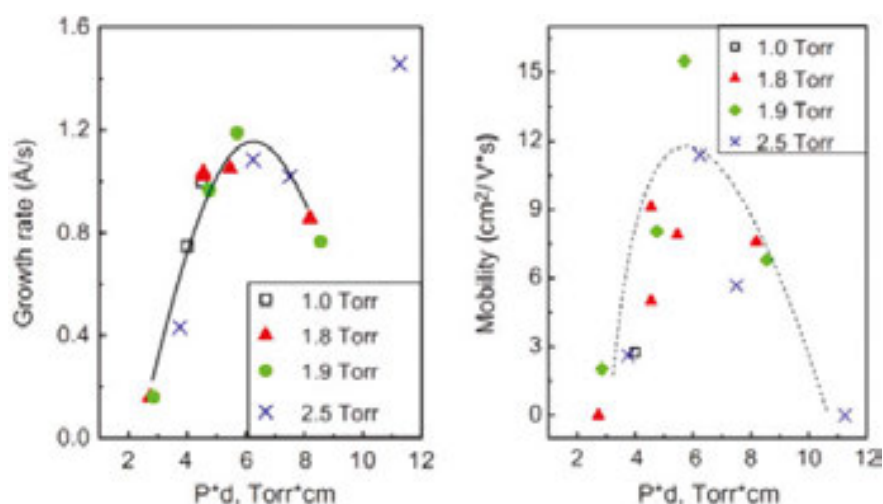 1.6
1.2
0.8
0.4
0.0
Growth rate (Å/s)
1.0 Torr
1.8 Torr
1.9 Torr
2.5 Torr
2 4 6 8 10 12
P*d, Torr*cm
15
12
9
6
3
0
Mobility (cm²/V*s)
1.0 Torr
1.8 Torr
1.9 Torr
2.5 Torr
2 4 6 8 10 12
P*d, Torr*cm